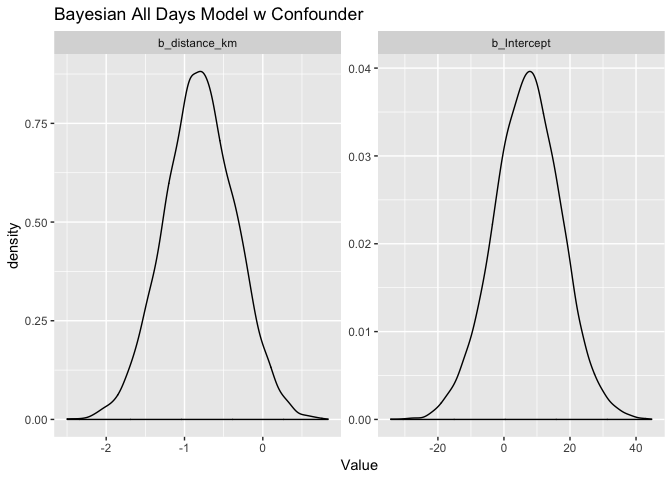 Bayesian All Days Model w Confounder
b_distance_km
b_Intercept
density
0.75
0.50
0.25
0.00
0.04
0.03
0.02
0.01
0.00
-2 -1 0
-20 0 20 40
Value